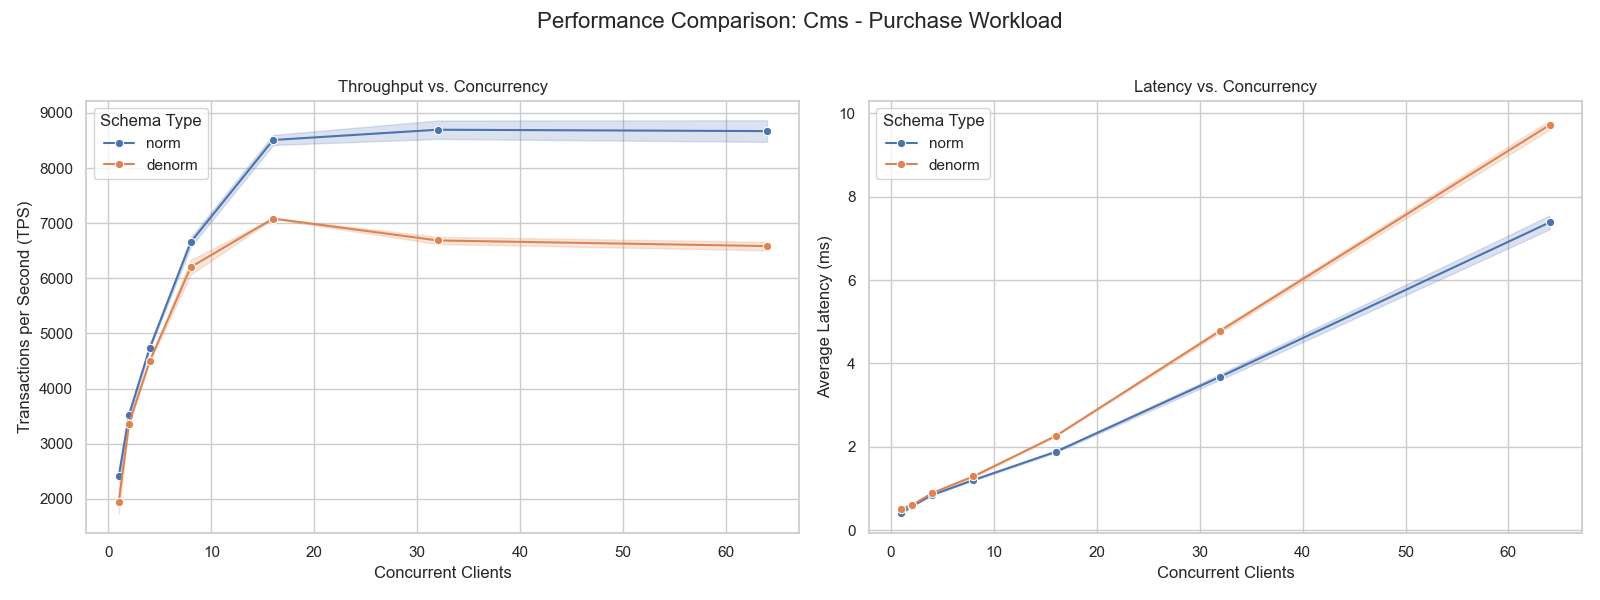 Performance Comparison: Cms - Purchase Workload
Throughput vs. Concurrency
Schema Type
norm
denorm
9000
8000
7000
6000
5000
4000
3000
2000
Transactions per Second (TPS)
0 10 20 30 40 50 60
Concurrent Clients
Latency vs. Concurrency
Schema Type
norm
denorm
10
8
6
4
2
0
Average Latency (ms)
0 10 20 30 40 50 60
Concurrent Clients